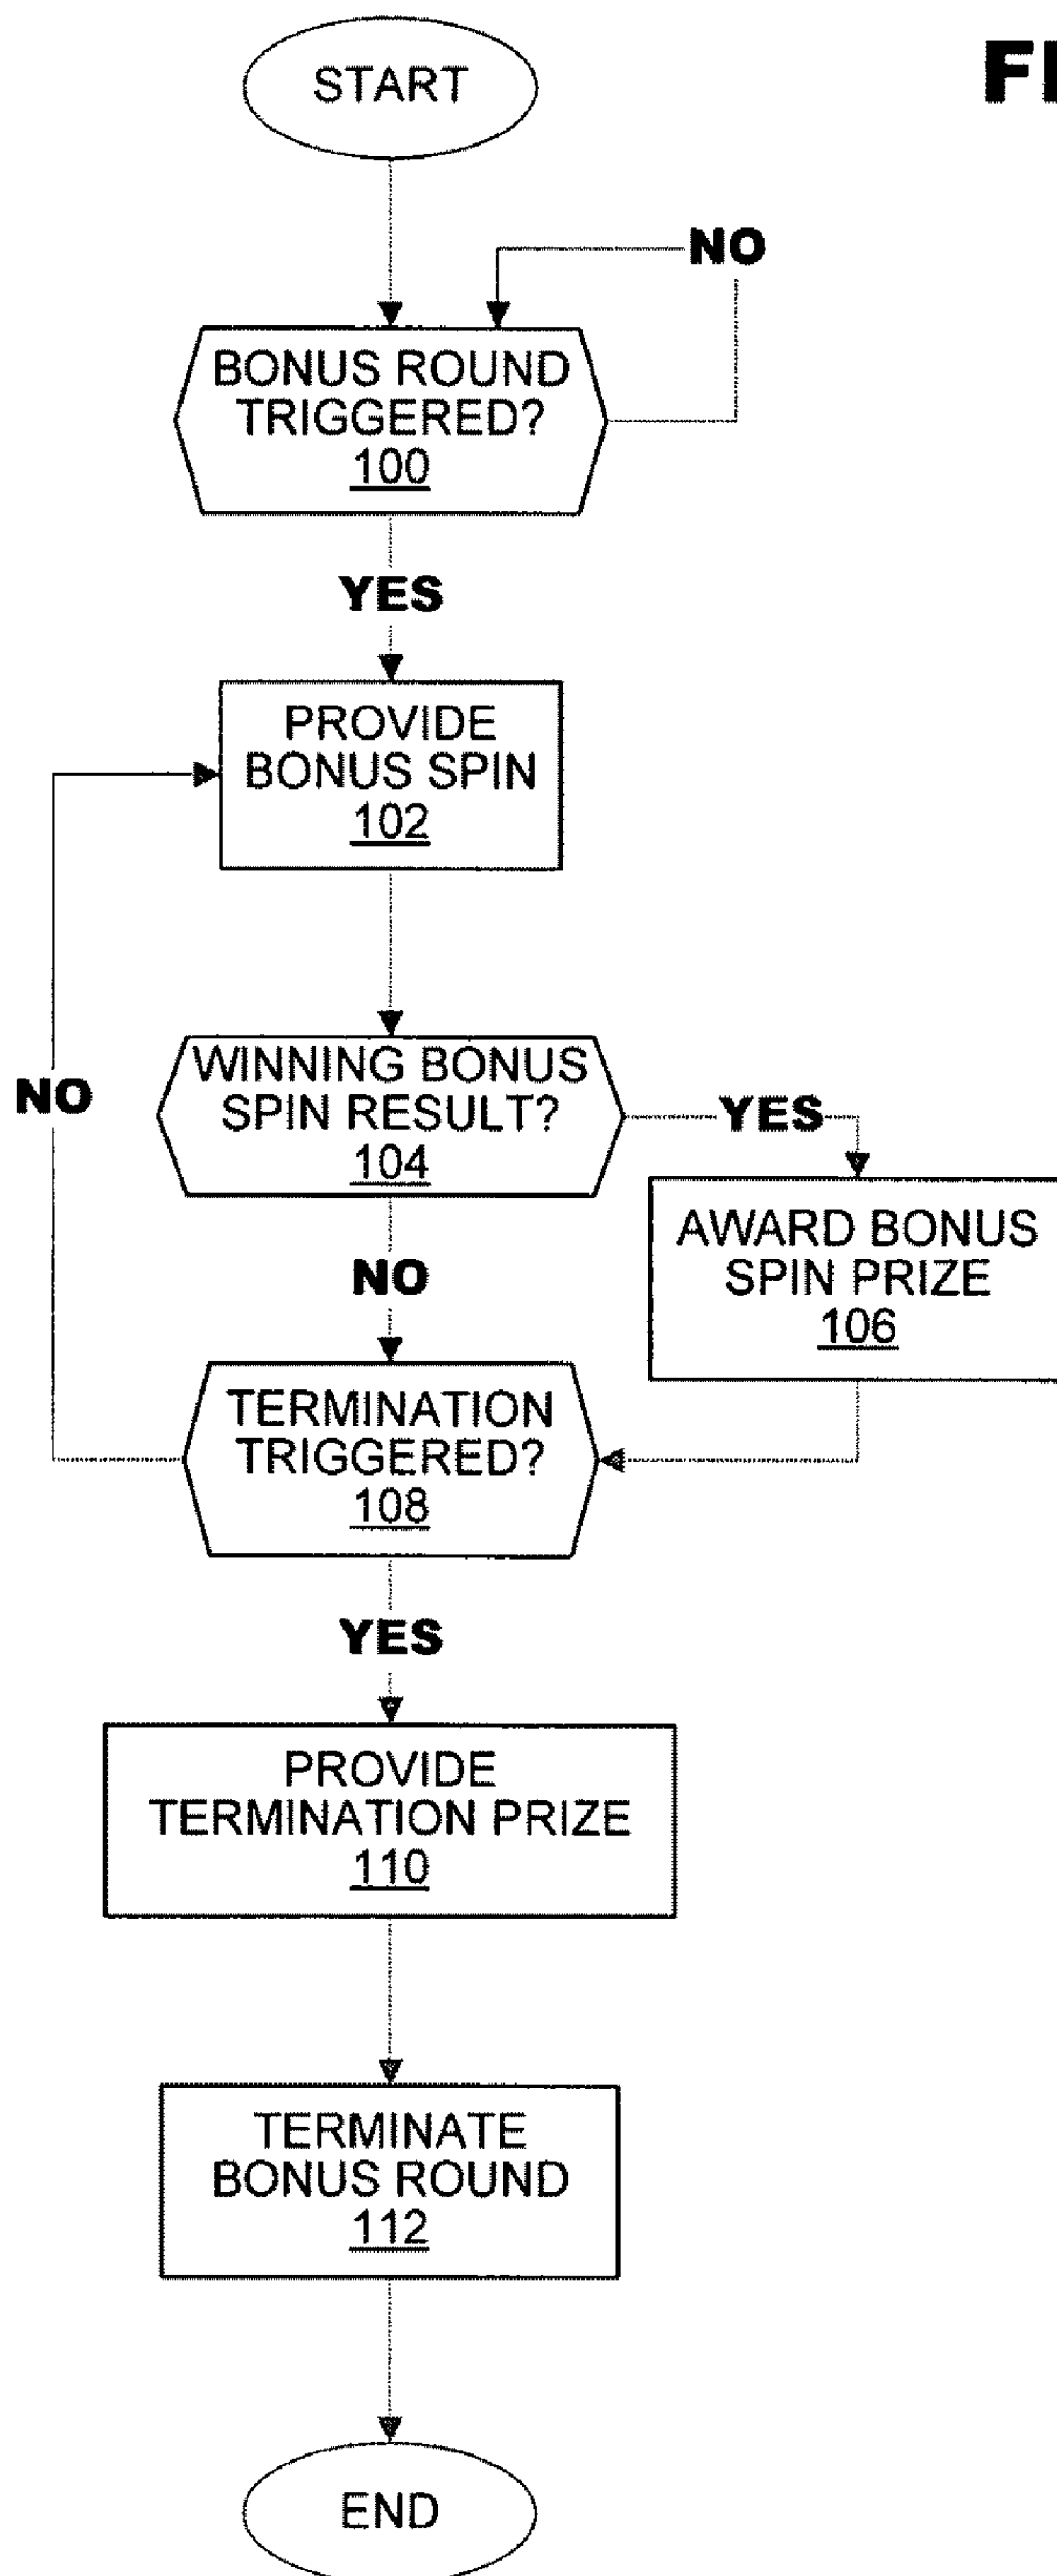 START
NO
BONUS ROUND
TRIGGERED?
100
YES
PROVIDE
BONUS SPIN
102
WINNING BONUS
SPIN RESULT?
104
YES
NO
AWARD BONUS
SPIN PRIZE
106
NO
TERMINATION
TRIGGERED?
108
YES
PROVIDE
TERMINATION PRIZE
110
TERMINATE
BONUS ROUND
112
END